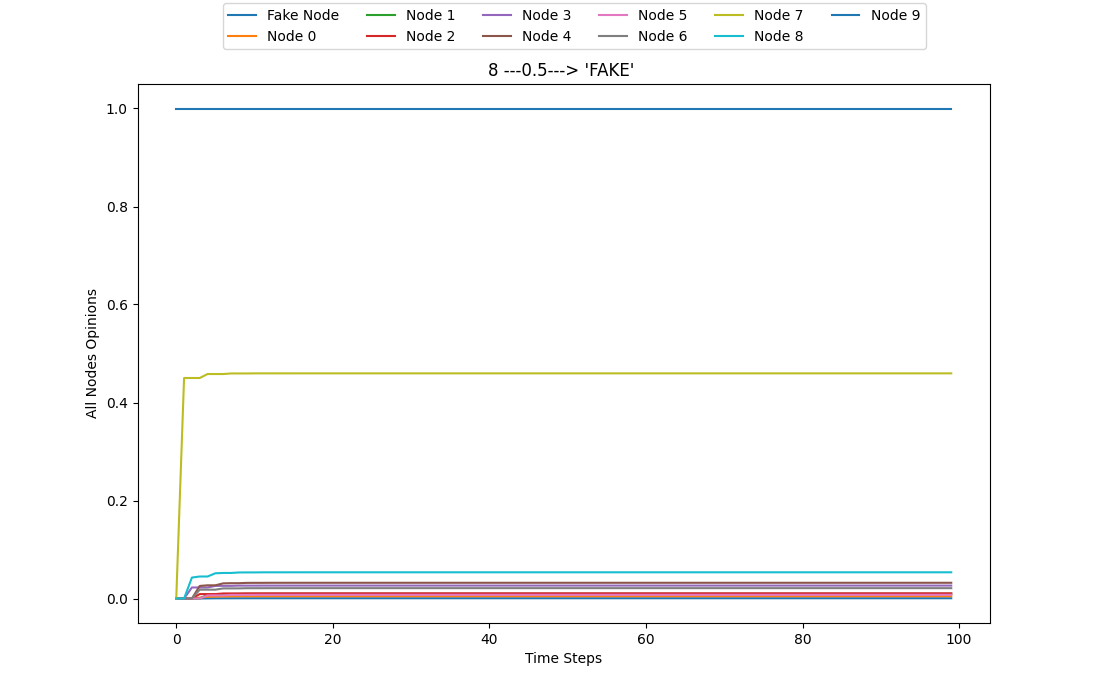 Fake Node Node 1 Node 3 Node 5 Node 7 Node 9
Node 0 Node 2 Node 4 Node 6 Node 8
8 ---0.5---> 'FAKE'
1.0
0.8
0.6
0.4
0.2
0.0
All Nodes Opinions
0 20 40 60 80 100
Time Steps